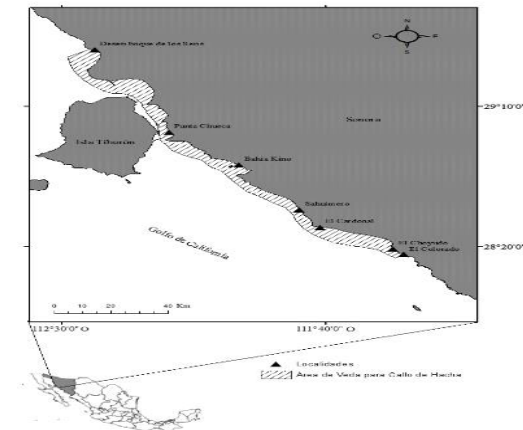 N
O E
S
Desemboque de los Seris
29°10'0"
Punta Chueca
Sonora
Isla Tiburón
Bahía Kino
Sahuimaro
El Cardonal
Golfo de California
El Choyudo
El Colorado
28°20'0"
0 10 20 40 Km
112°30'0" O
111°40'0" O
Localidades
Area de Veda para Callo de Hacha